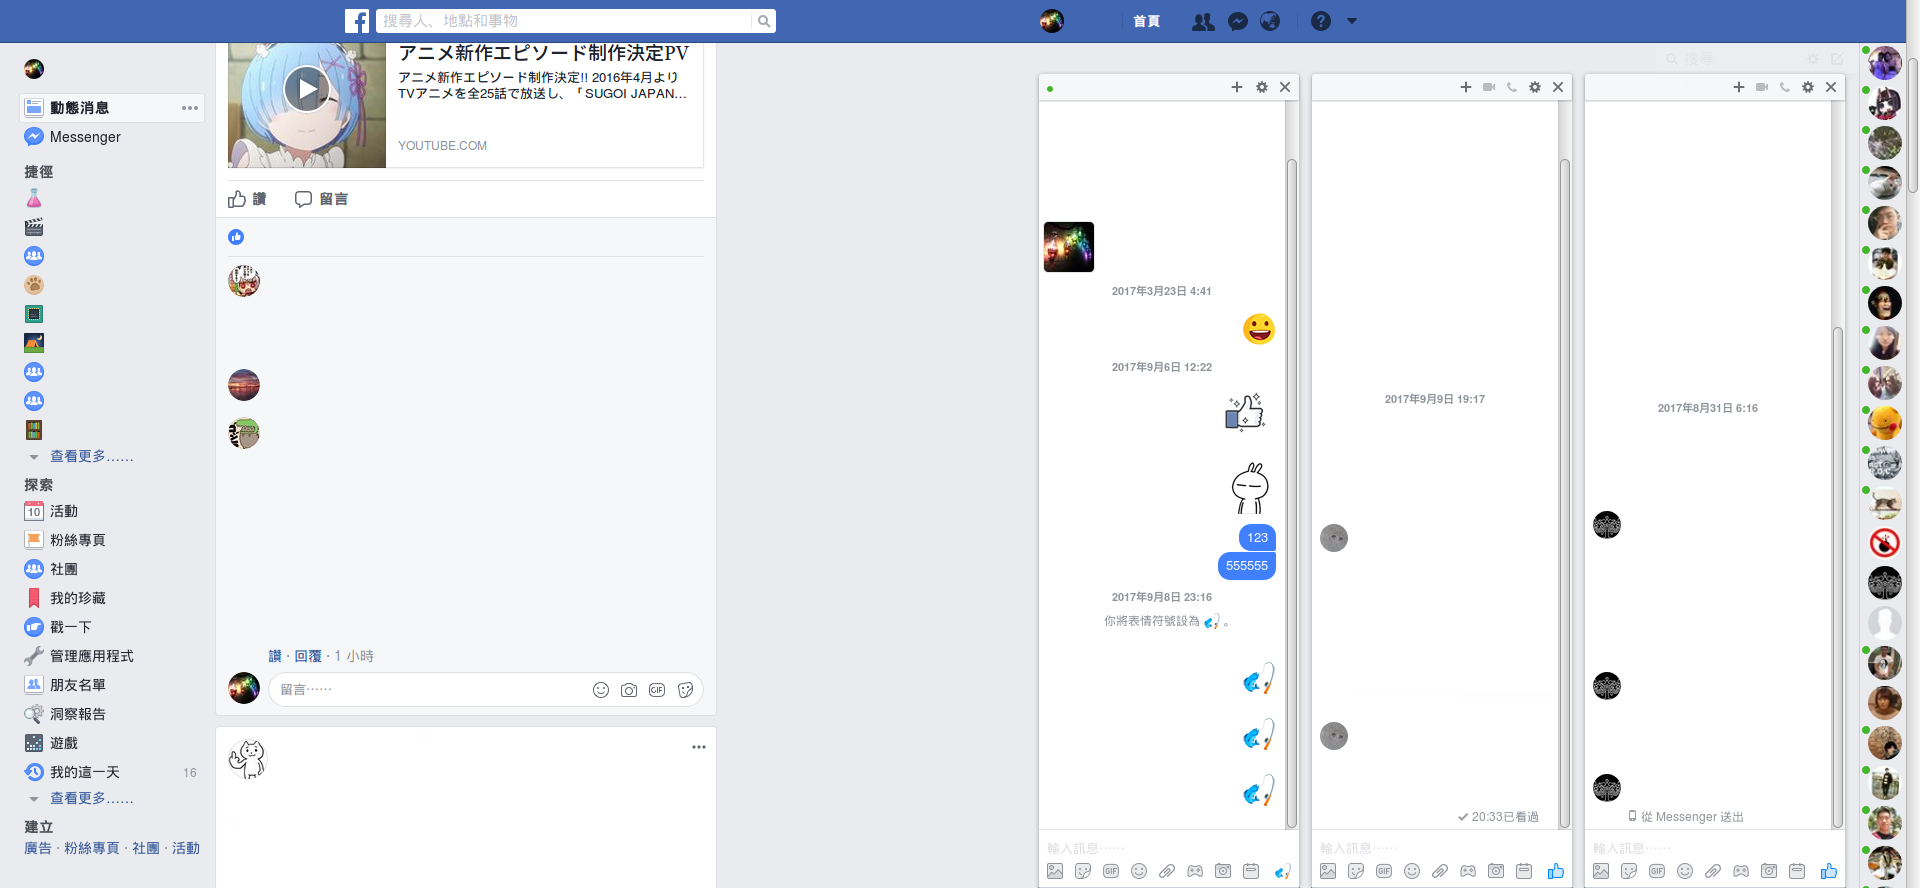 搜尋人、地點和事物
首頁
動態消息
Messenger
捷徑
查看更多……
探索
10 活動
粉絲專頁
社團
我的珍藏
戳一下
管理應用程式
朋友名單
洞察報告
遊戲
我的這一天 16
查看更多……
建立
廣告 · 粉絲專頁 · 社團 · 活動
アニメ新作エピソード制作決定PV
アニメ新作エピソード制作決定!! 2016年4月より
TVアニメを全25話で放送し、「SUGOI JAPAN...
YOUTUBE.COM
讚 留言
讚 · 回覆 · 1 小時
留言……
GIF
2017年3月23日 4:41
2017年9月6日 12:22
123
555555
2017年9月8日 23:16
你將表情符號設為 。
輸入訊息……
GIF
2017年9月9日 19:17
20:33已看過
輸入訊息……
GIF
搜尋
2017年8月31日 6:16
從 Messenger 送出
輸入訊息……
GIF